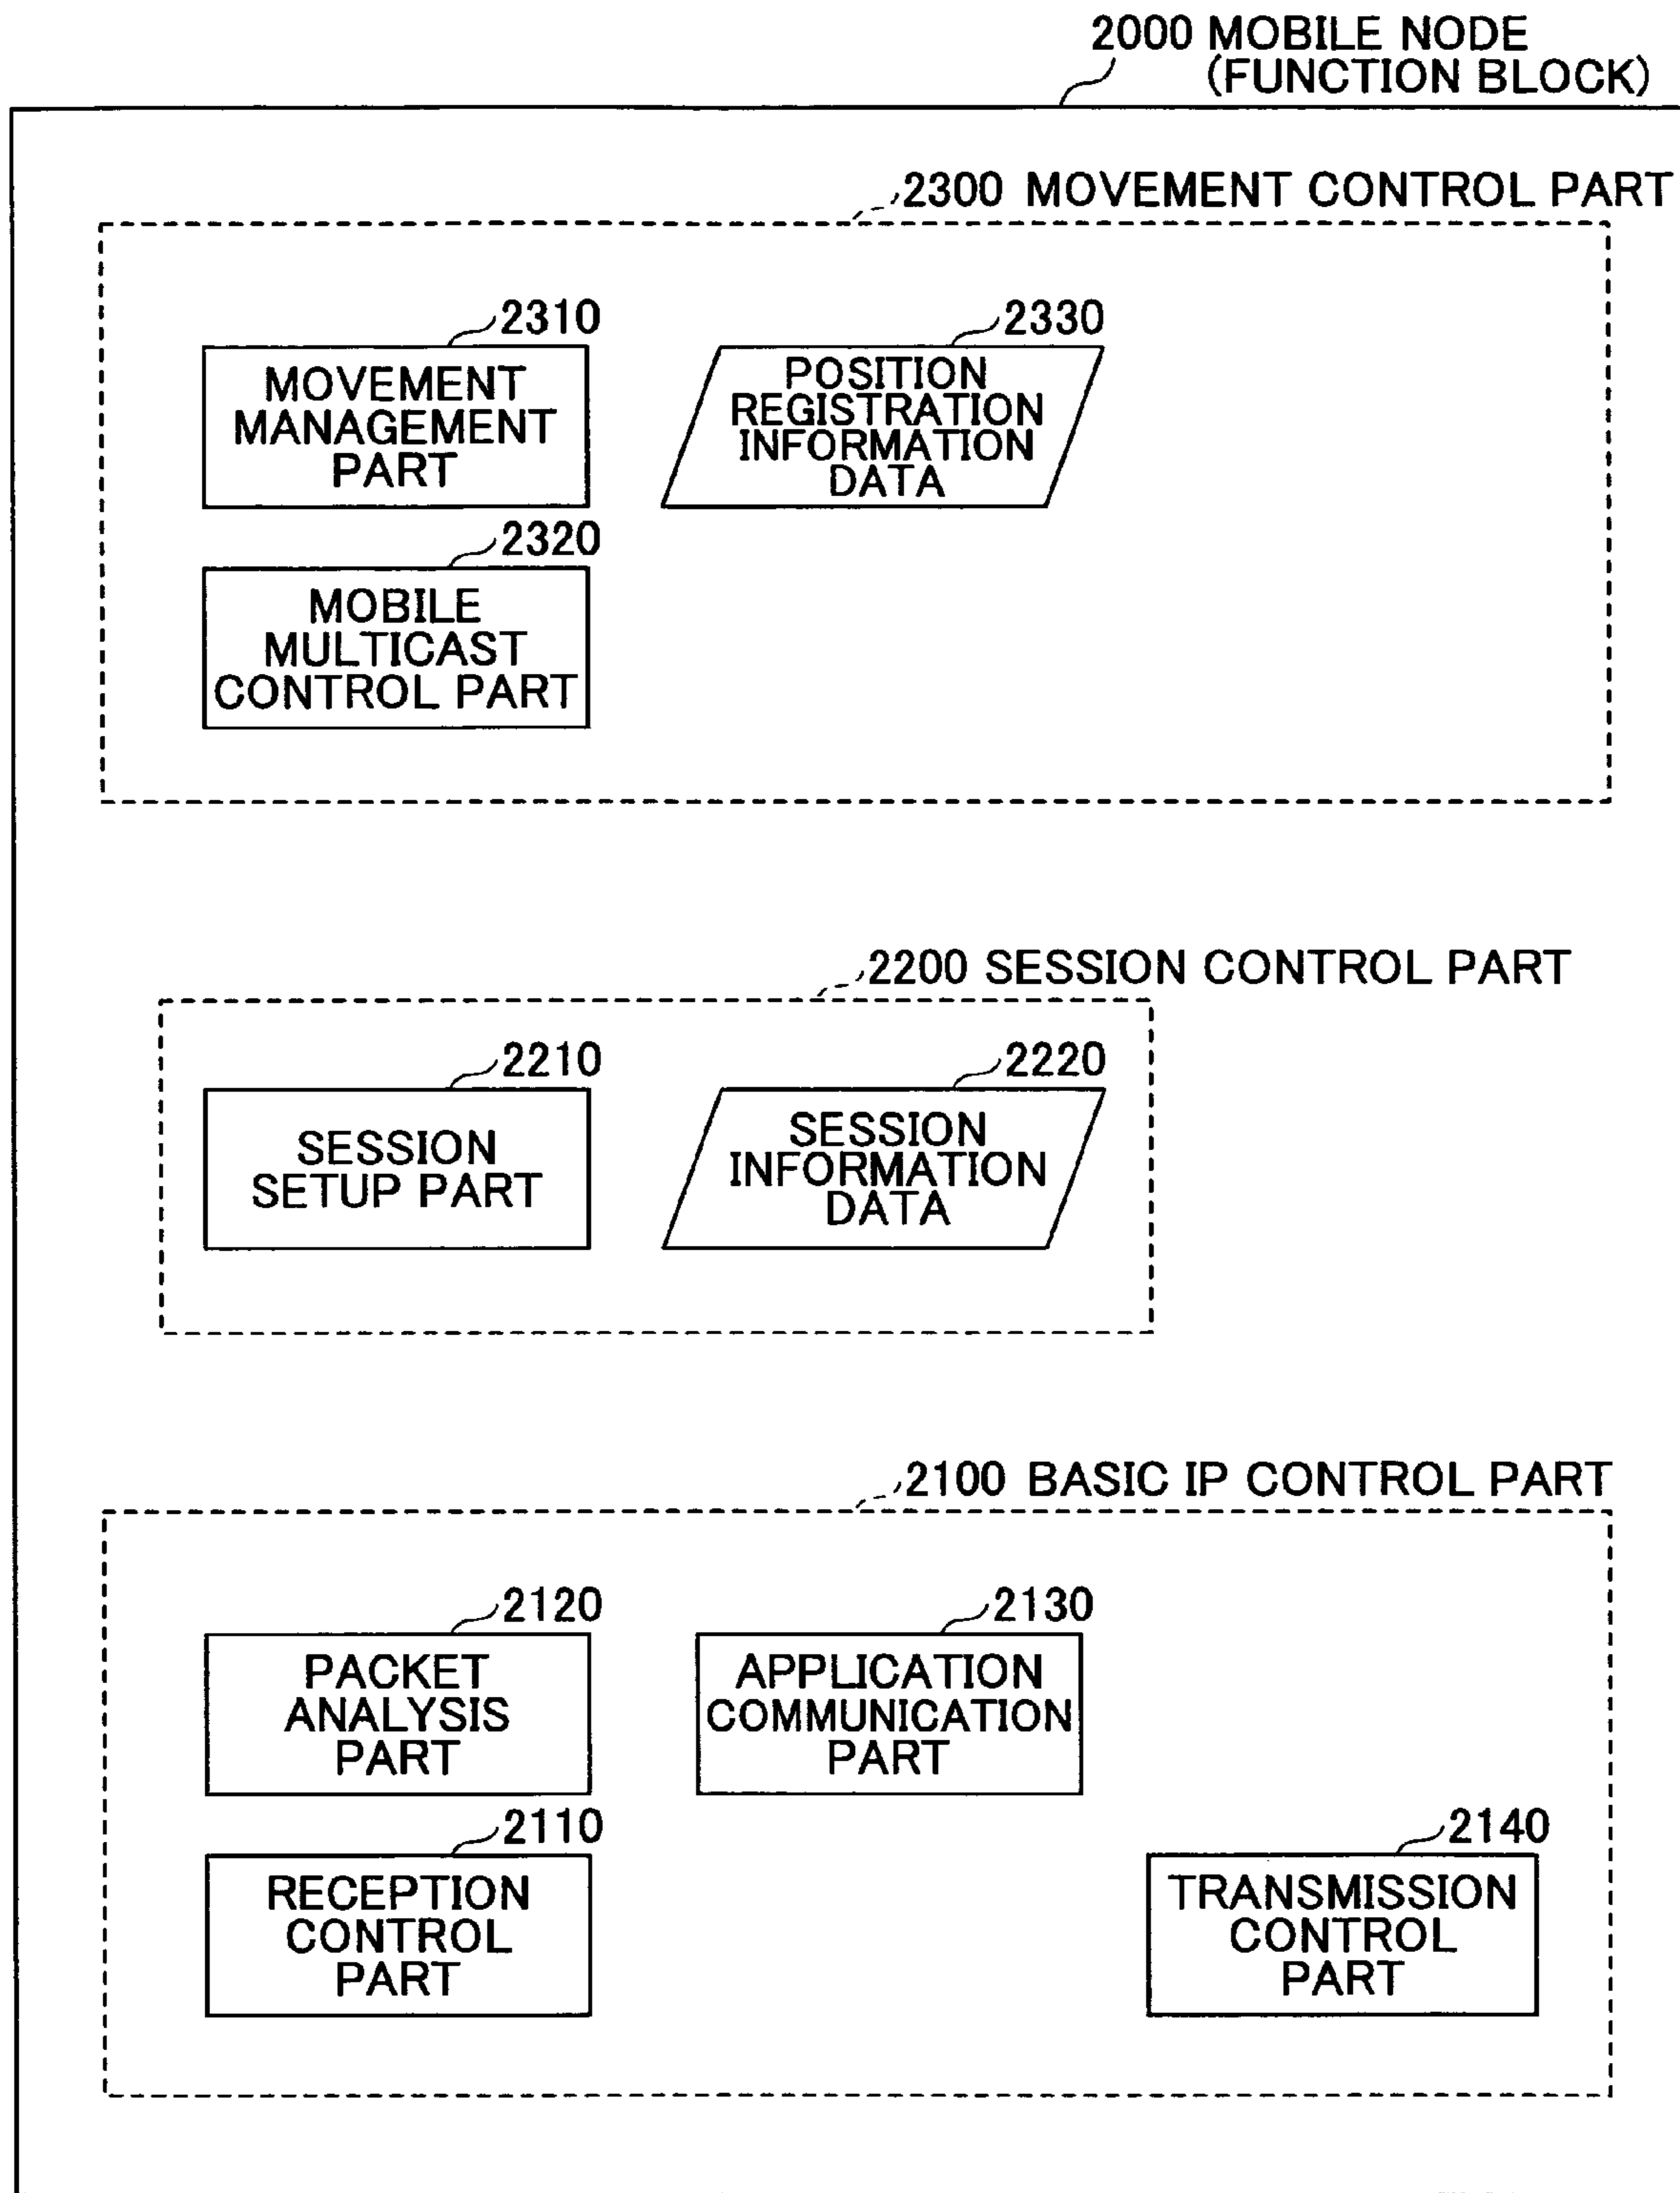 2000 MOBILE NODE
(FUNCTION BLOCK)
2300 MOVEMENT CONTROL PART
2310
MOVEMENT
MANAGEMENT
PART
2330
POSITION
REGISTRATION
INFORMATION
DATA
2320
MOBILE
MULTICAST
CONTROL PART
2200 SESSION CONTROL PART
2210
SESSION
SETUP PART
2220
SESSION
INFORMATION
DATA
2100 BASIC IP CONTROL PART
2120
PACKET
ANALYSIS
PART
2130
APPLICATION
COMMUNICATION
PART
2110
RECEPTION
CONTROL
PART
2140
TRANSMISSION
CONTROL
PART